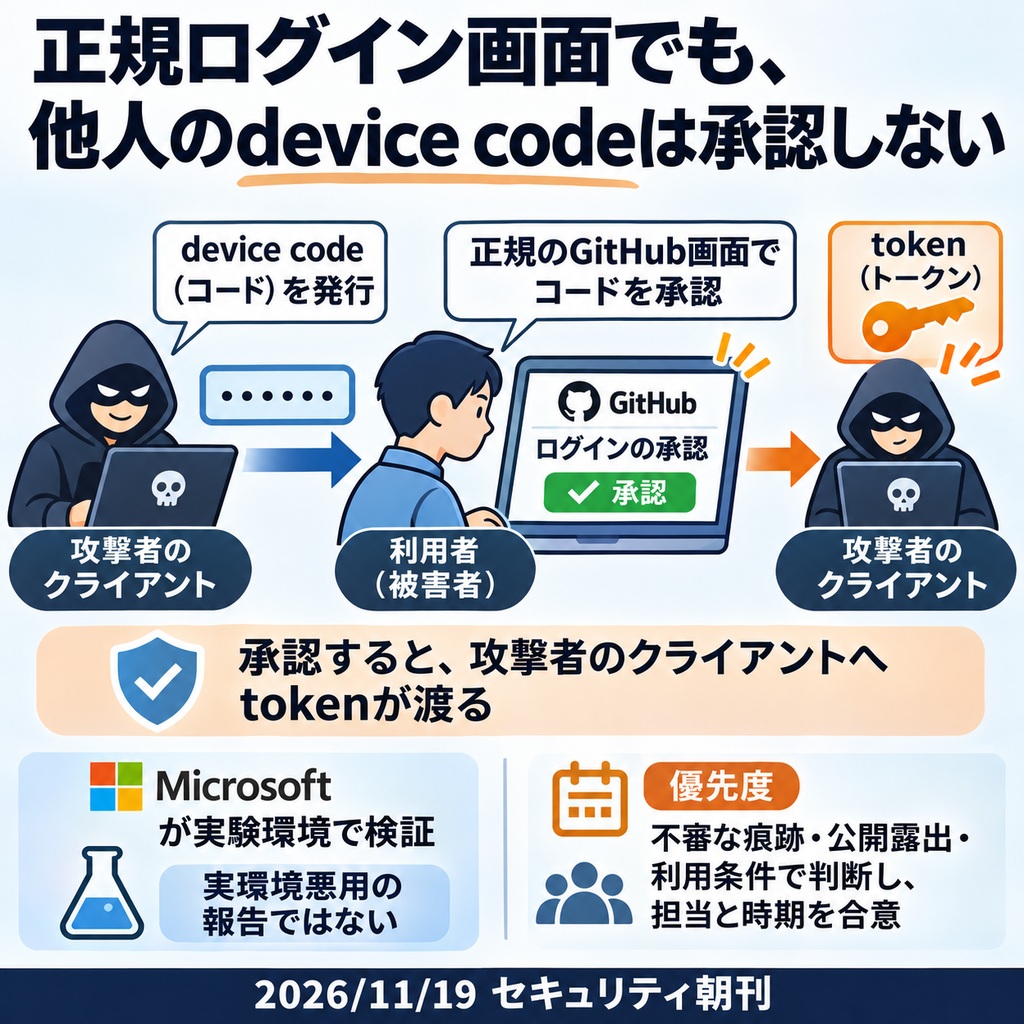 正規ログイン画面でも、
他人のdevice codeは承認しない
device code
（コード）を発行
正規のGitHub画面で
コードを承認
token
（トークン）
GitHub
ログインの承認
承認
攻撃者の
クライアント
利用者
（被害者）
攻撃者の
クライアント
承認すると、攻撃者のクライアントへ
tokenが渡る
Microsoft
が実験環境で検証
実環境悪用の
報告ではない
優先度
不審な痕跡・公開露出・
利用条件で判断し、
担当と時期を合意
2026/11/19 セキュリティ朝刊